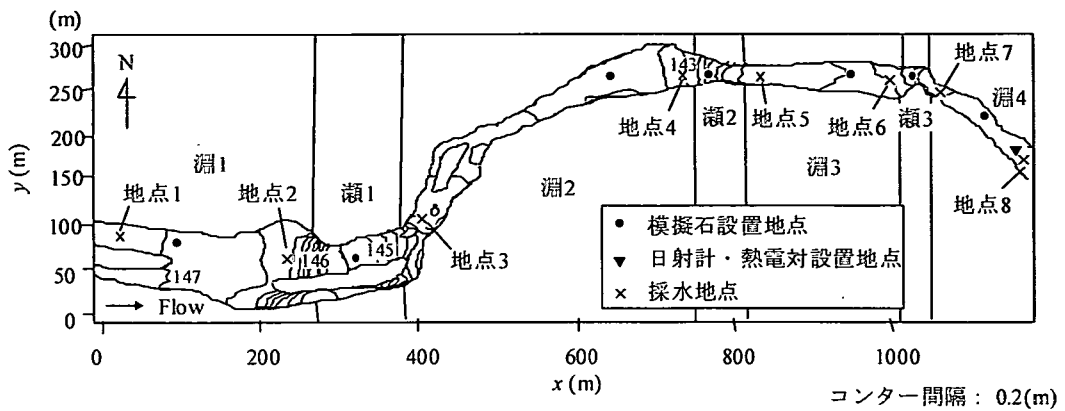 (m)
300
250
200
150
100
50
0
y (m)
N
淵1
地点1
地点2
瀬1
147
146
145
Flow
地点3
淵2
143
地点4
瀬2
地点5
淵3
地点6
瀬3
地点7
淵4
地点8
模擬石設置地点
日射計・熱電対設置地点
採水地点
0
200
400
600
800
1000
x (m)
コンター間隔： 0.2(m)